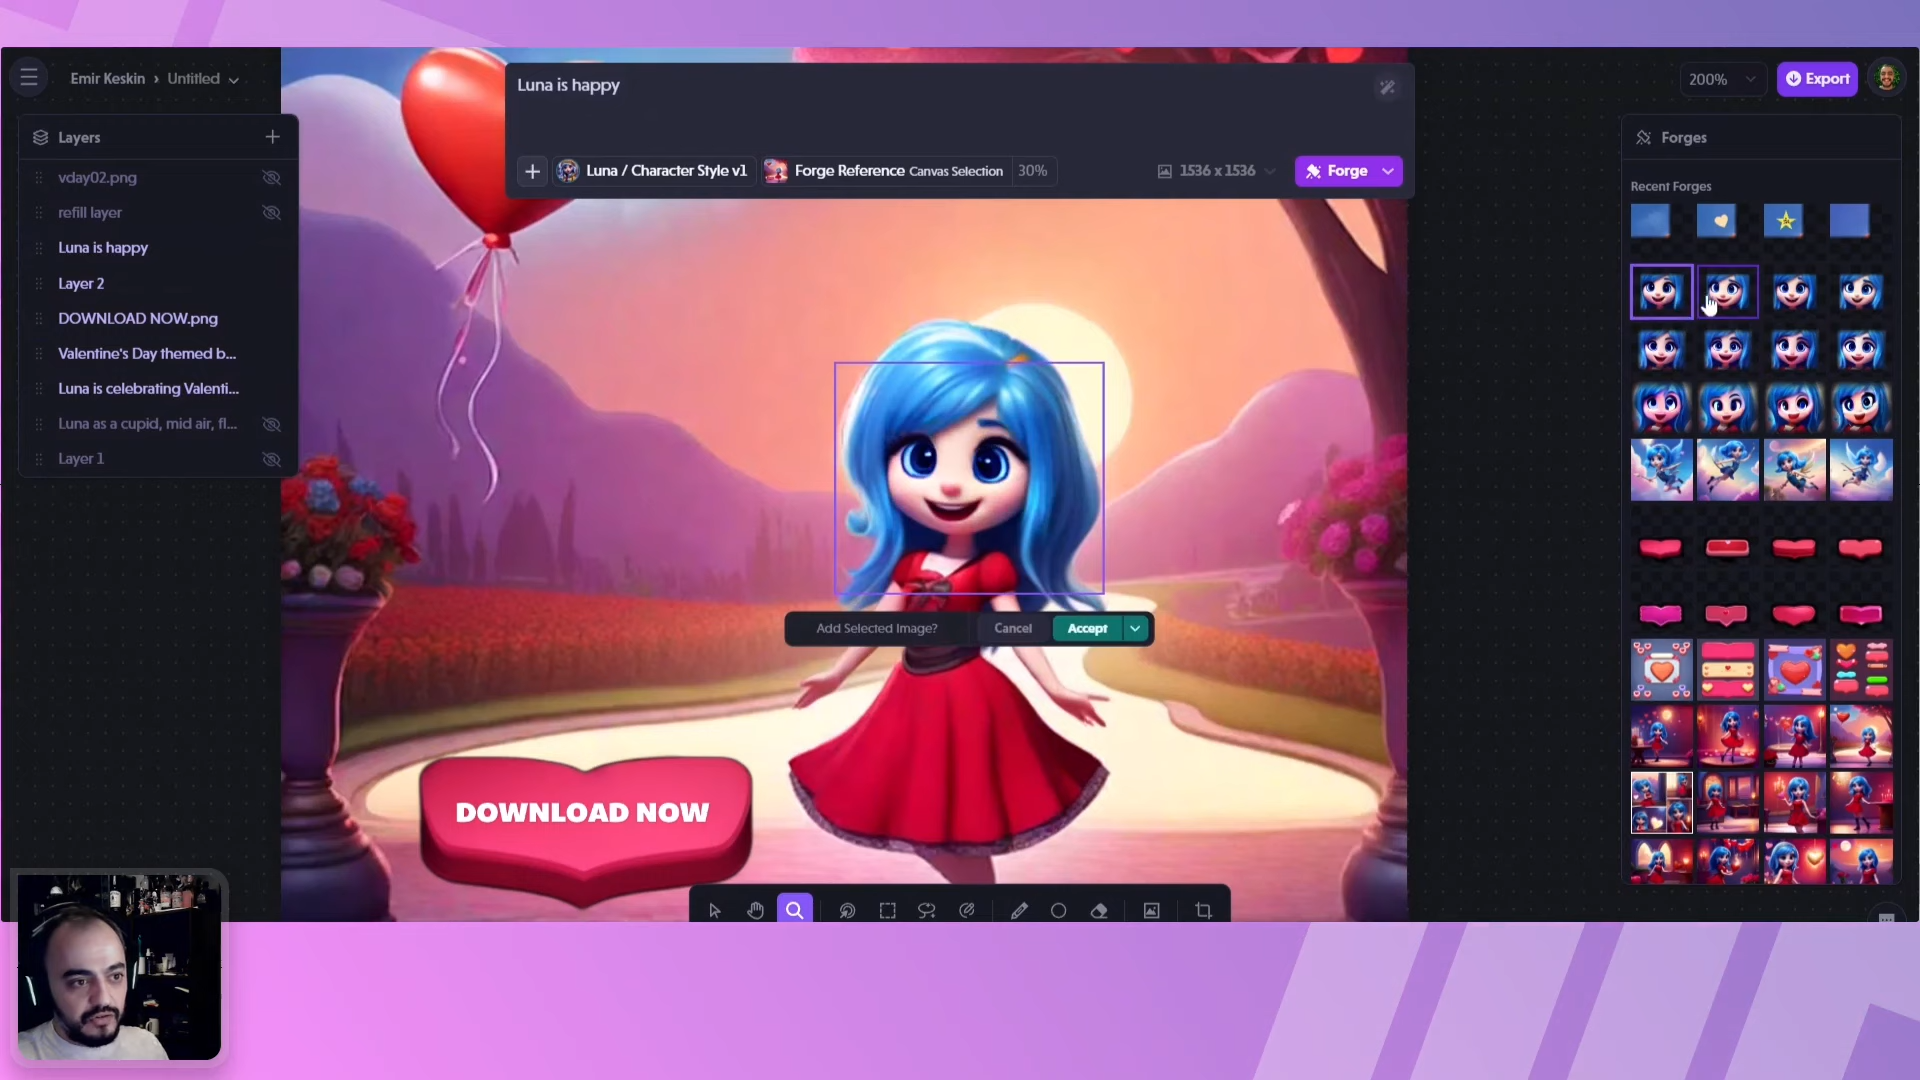 Emir Keskin › Untitled
Luna is happy
200%
Export
Layers
Luna / Character Style v1
Forge Reference Canvas Selection
30%
1536 x 1536
Forge
Forges
vday02.png
refill layer
Luna is happy
Layer 2
DOWNLOAD NOW.png
Valentine's Day themed b...
Luna is celebrating Valenti...
Luna as a cupid, mid air, fl...
Layer 1
Recent Forges
Add Selected Image?
Cancel
Accept
DOWNLOAD NOW